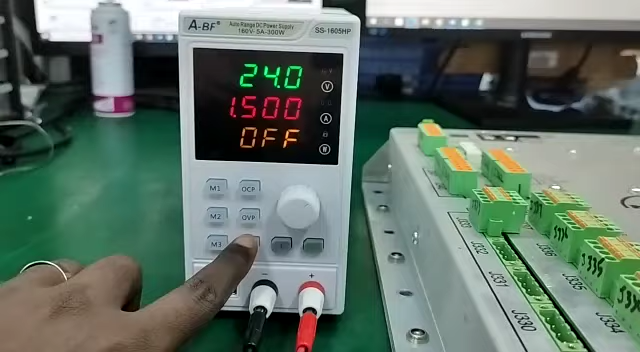 A-BF
Auto Range DC Power Supply
160V- 5A-300W
SS-1605HP
24.0
V
1.500
A
OFF
W
M1
OCP
M2
OVP
M3
-
+
J332
J331
J330
J336
J335
J334